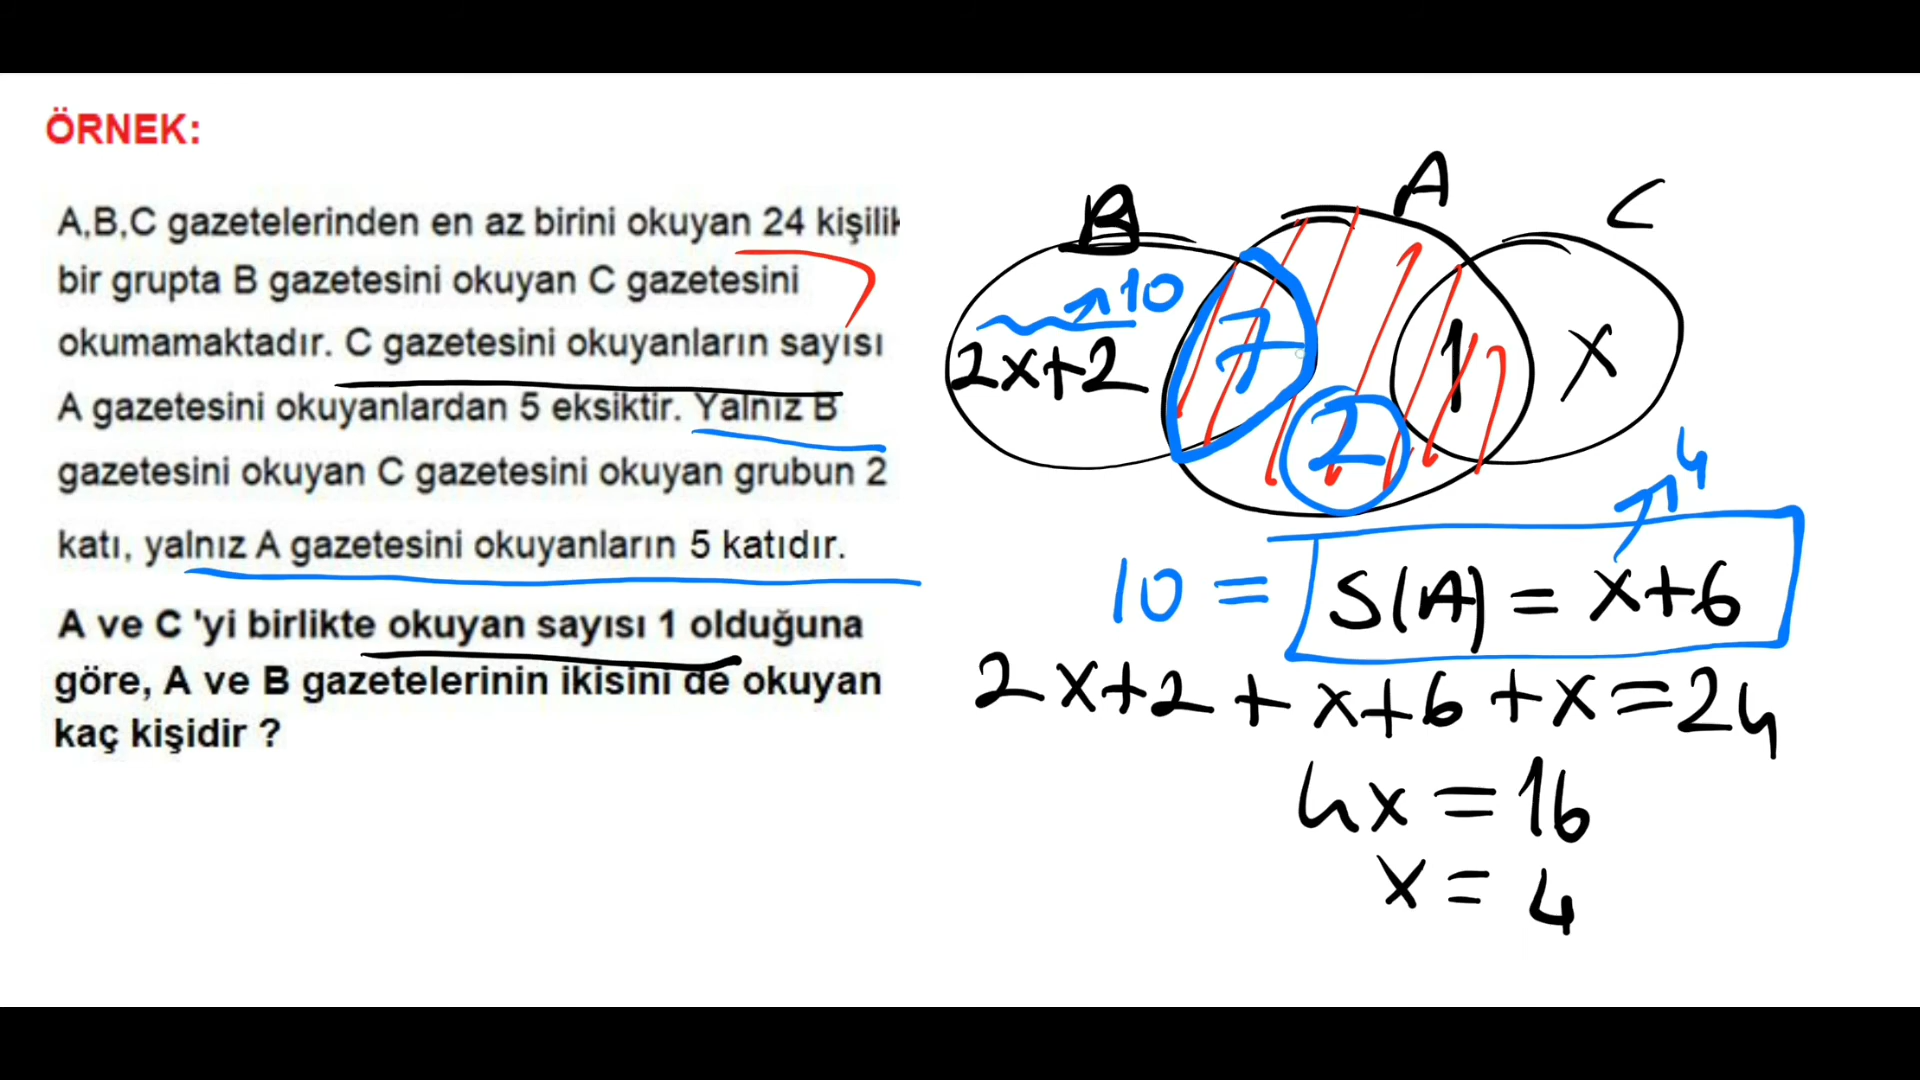 ÖRNEK:
A,B,C gazetelerinden en az birini okuyan 24 kişilik
bir grupta B gazetesini okuyan C gazetesini
okumamaktadır. C gazetesini okuyanların sayısı
A gazetesini okuyanlardan 5 eksiktir. Yalnız B
gazetesini okuyan C gazetesini okuyan grubun 2
katı, yalnız A gazetesini okuyanların 5 katıdır.
A ve C 'yi birlikte okuyan sayısı 1 olduğuna
göre, A ve B gazetelerinin ikisini de okuyan
kaç kişidir ?
B A C
10
2x+2 7 1 x
2
4
10 = S(A) = x+6
2x+2 + x+6 + x = 24
4x = 16
x = 4